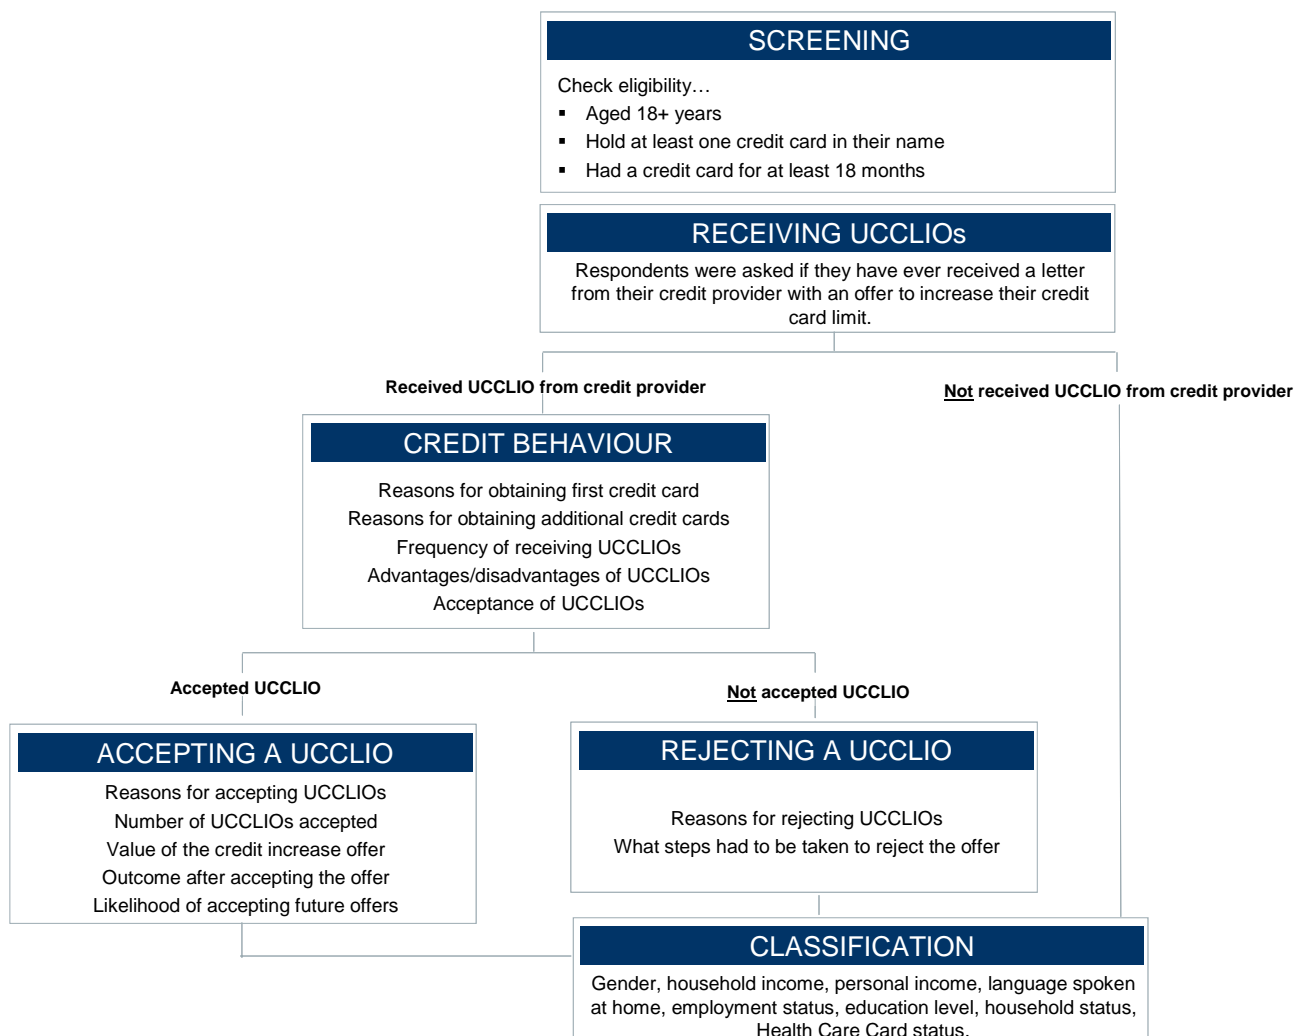 SCREENING
Check eligibility…
▪ Aged 18+ years
▪ Hold at least one credit card in their name
▪ Had a credit card for at least 18 months
RECEIVING UCCLIOs
Respondents were asked if they have ever received a letter
from their credit provider with an offer to increase their credit
card limit.
Received UCCLIO from credit provider
Not received UCCLIO from credit provider
CREDIT BEHAVIOUR
Reasons for obtaining first credit card
Reasons for obtaining additional credit cards
Frequency of receiving UCCLIOs
Advantages/disadvantages of UCCLIOs
Acceptance of UCCLIOs
Accepted UCCLIO
Not accepted UCCLIO
ACCEPTING A UCCLIO
Reasons for accepting UCCLIOs
Number of UCCLIOs accepted
Value of the credit increase offer
Outcome after accepting the offer
Likelihood of accepting future offers
REJECTING A UCCLIO
Reasons for rejecting UCCLIOs
What steps had to be taken to reject the offer
CLASSIFICATION
Gender, household income, personal income, language spoken
at home, employment status, education level, household status,
Health Care Card status.